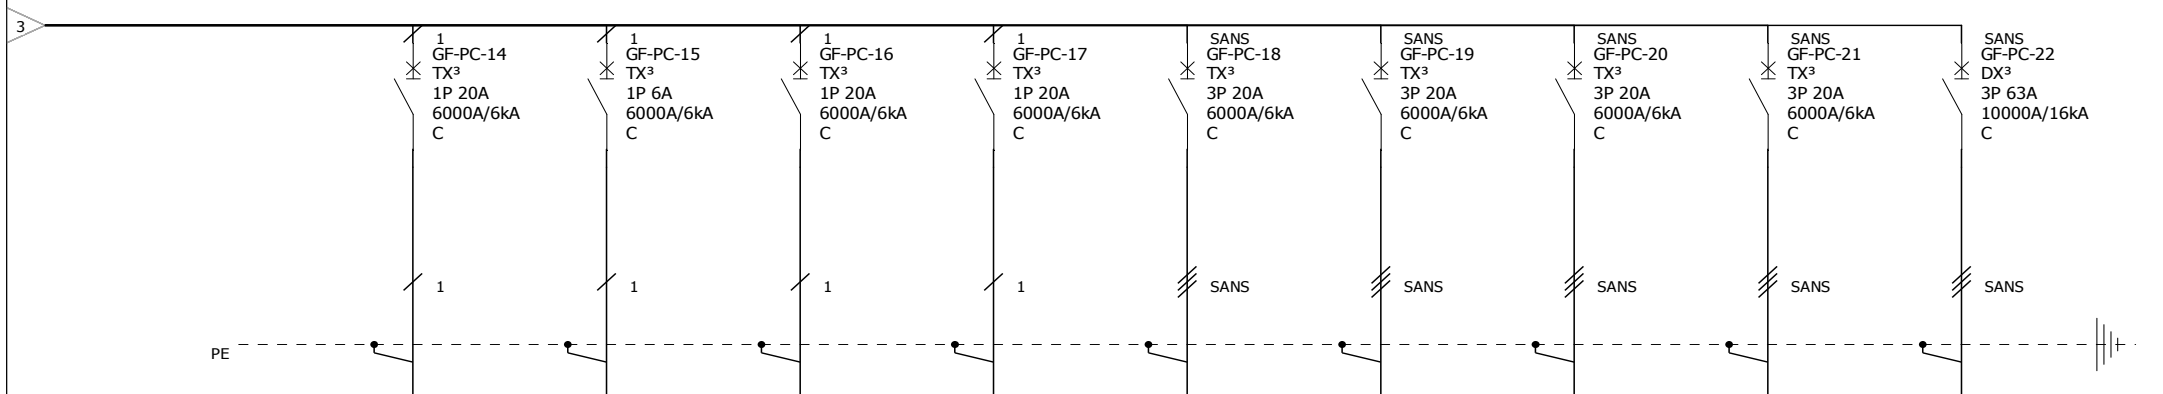 3
1
GF-PC-14
TX³
1P 20A
6000A/6kA
C
1
GF-PC-15
TX³
1P 6A
6000A/6kA
C
1
GF-PC-16
TX³
1P 20A
6000A/6kA
C
1
GF-PC-17
TX³
1P 20A
6000A/6kA
C
SANS
GF-PC-18
TX³
3P 20A
6000A/6kA
C
SANS
GF-PC-19
TX³
3P 20A
6000A/6kA
C
SANS
GF-PC-20
TX³
3P 20A
6000A/6kA
C
SANS
GF-PC-21
TX³
3P 20A
6000A/6kA
C
SANS
GF-PC-22
DX³
3P 63A
10000A/16kA
C
1
1
1
1
SANS
SANS
SANS
SANS
SANS
PE